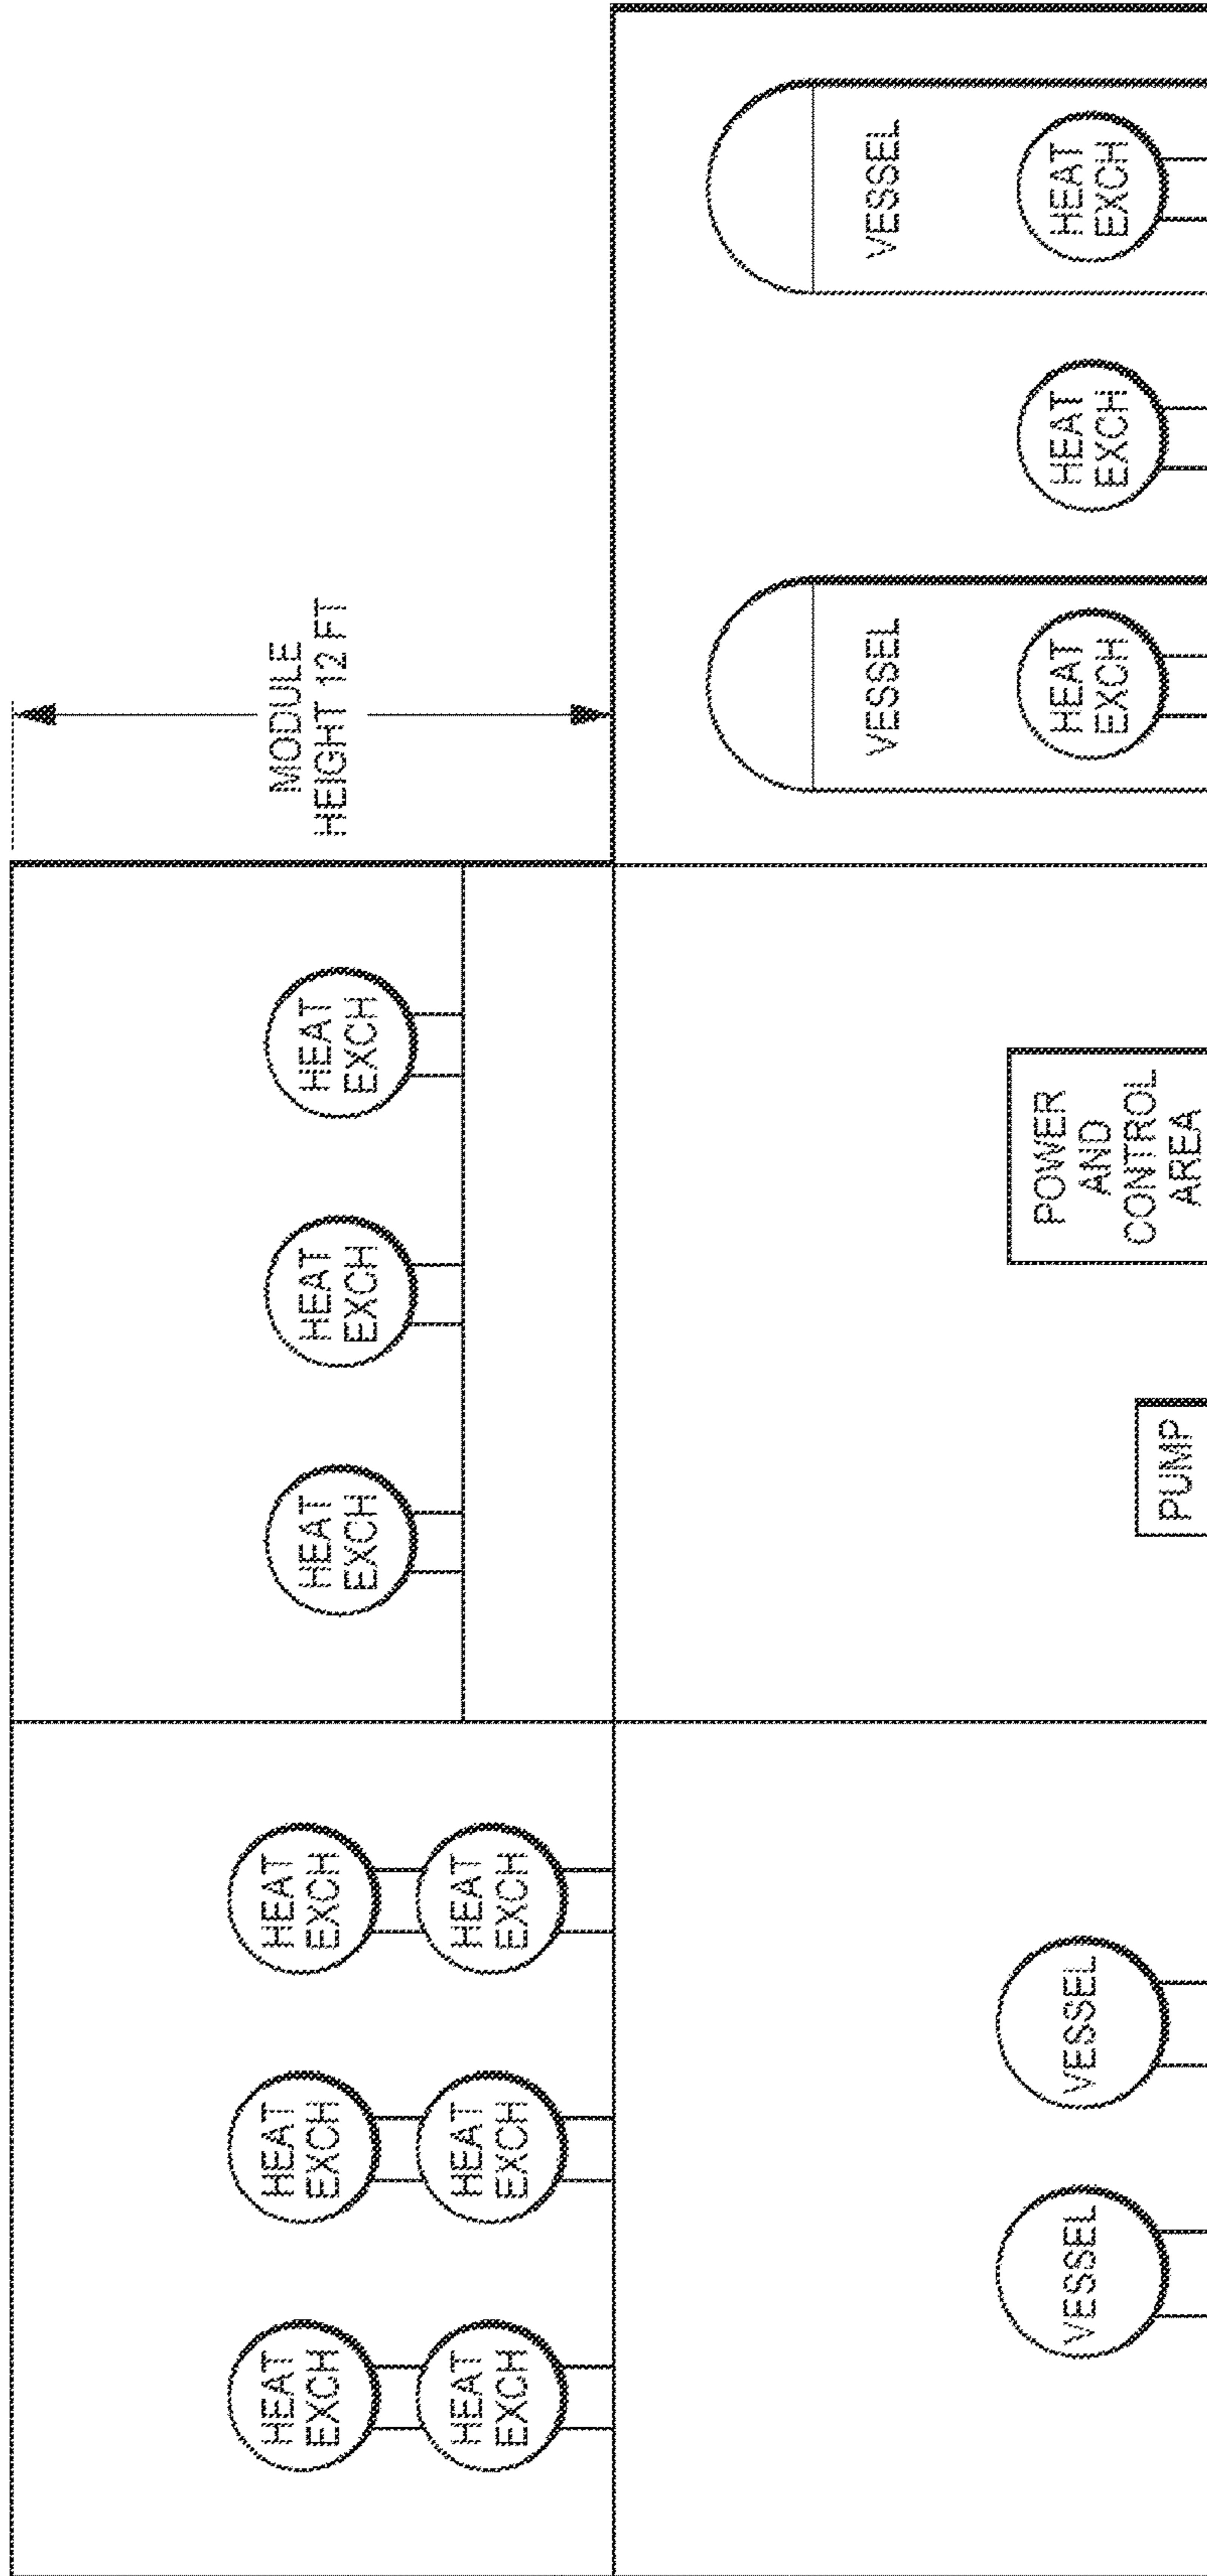 HEAT
EXCH
HEAT
EXCH
HEAT
EXCH
HEAT
EXCH
HEAT
EXCH
HEAT
EXCH
HEAT
EXCH
HEAT
EXCH
HEAT
EXCH
MODULE
HEIGHT 12 FT
VESSEL
VESSEL
PUMP
POWER
AND
CONTROL
AREA
VESSEL
HEAT
EXCH
HEAT
EXCH
VESSEL
HEAT
EXCH